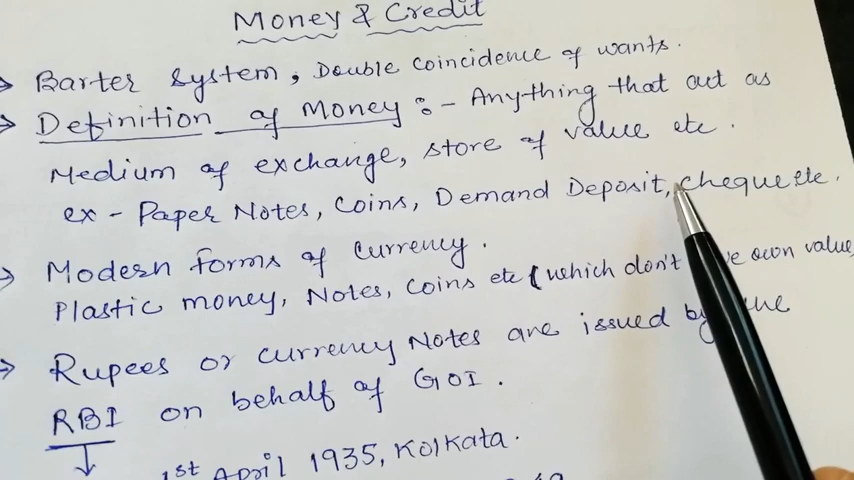 Money & Credit
Barter System, Double coincidence of wants.
Definition of Money :- Anything that act as
Medium of exchange, store of value etc.
ex - Paper Notes, Coins, Demand Deposit, cheque etc.
Modern forms of currency.
Plastic money, Notes, Coins etc (which don't own value
Rupees or currency Notes are issued by
RBI on behalf of GOI.
1st April 1935, Kolkata.